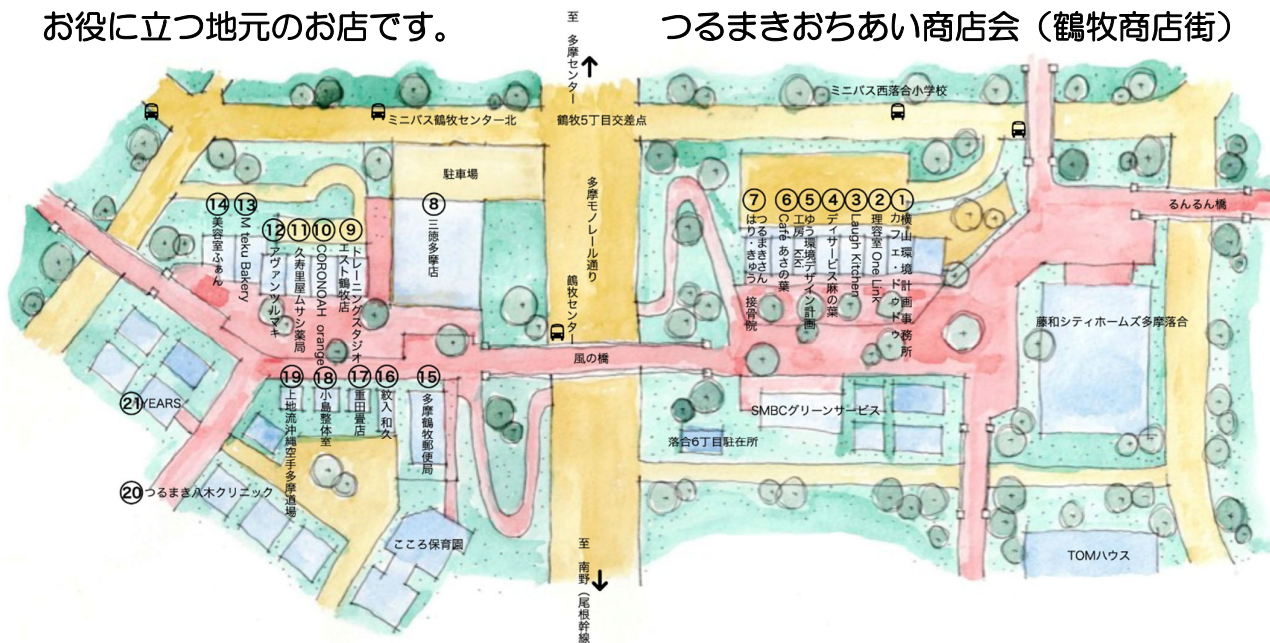 お役に立つ地元のお店です。
つるまきおちあい商店会（鶴牧商店街）
至 多摩センター
ミニバス鶴牧センター北
鶴牧5丁目交差点
ミニバス西落合小学校
駐車場
多摩モノレール通り
鶴牧センター
風の橋
るんるん橋
①
横山環境計画事務所
カフェ・ドゥドゥ
②
理容室 One Link
③
Laugh Kitchen
④
デイサービス麻の葉
⑤
ゆう環境デザイン計画
工房 kiki
⑥
Cafe あさの葉
⑦
つるまきさん 接骨院
はり・きゅう
⑧
三徳多摩店
⑨
トレーニングスタジオ
エスト鶴牧店
⑩
CORONOAH orange
⑪
久寿里屋ムサシ薬局
⑫
アヴァンツルマキ
⑬
M teku Bakery
⑭
美容室ふぁん
⑮
多摩鶴牧郵便局
⑯
紋入 和久
⑰
重田畳店
⑱
小島整体室
⑲
上地流沖縄空手多摩道場
⑳つるまき八木クリニック
㉑YEARS
こころ保育園
SMBCグリーンサービス
落合6丁目駐在所
藤和シティホームズ多摩落合
TOMハウス
至 南野（尾根幹線